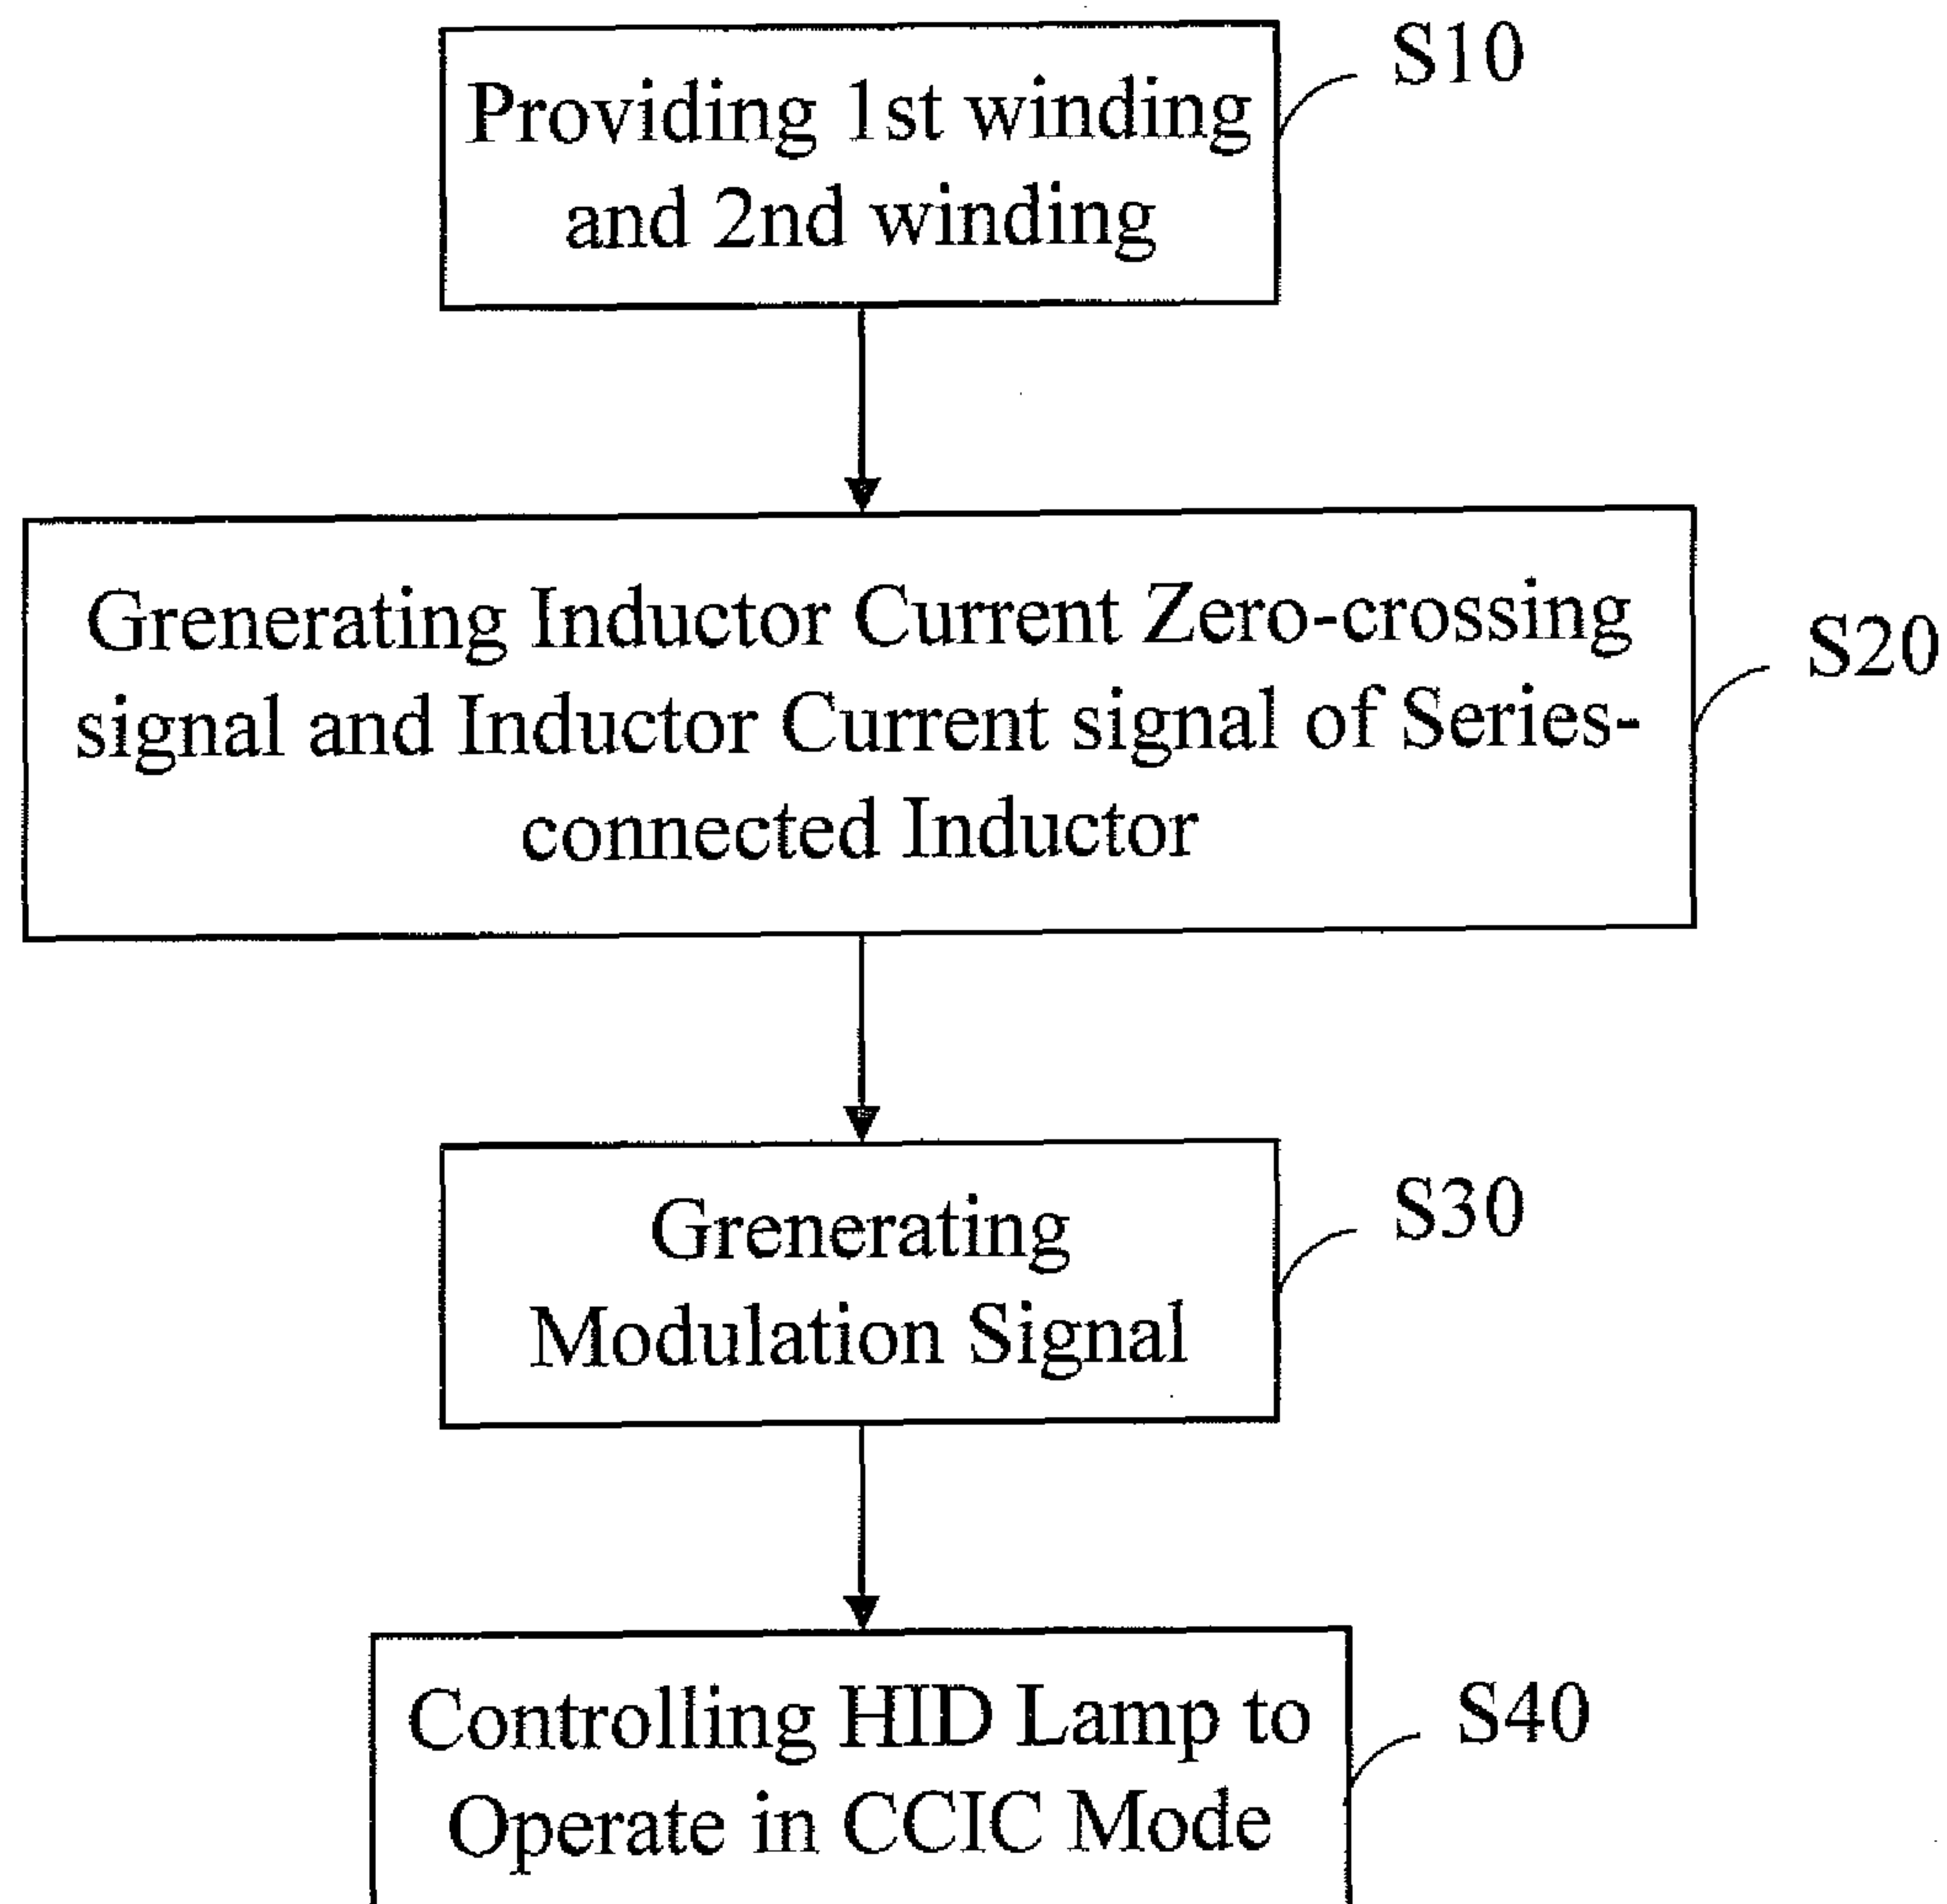 Providing 1st winding
and 2nd winding
S10
Grenerating Inductor Current Zero-crossing
signal and Inductor Current signal of Series-
connected Inductor
S20
Grenerating
Modulation Signal
S30
Controlling HID Lamp to
Operate in CCIC Mode
S40